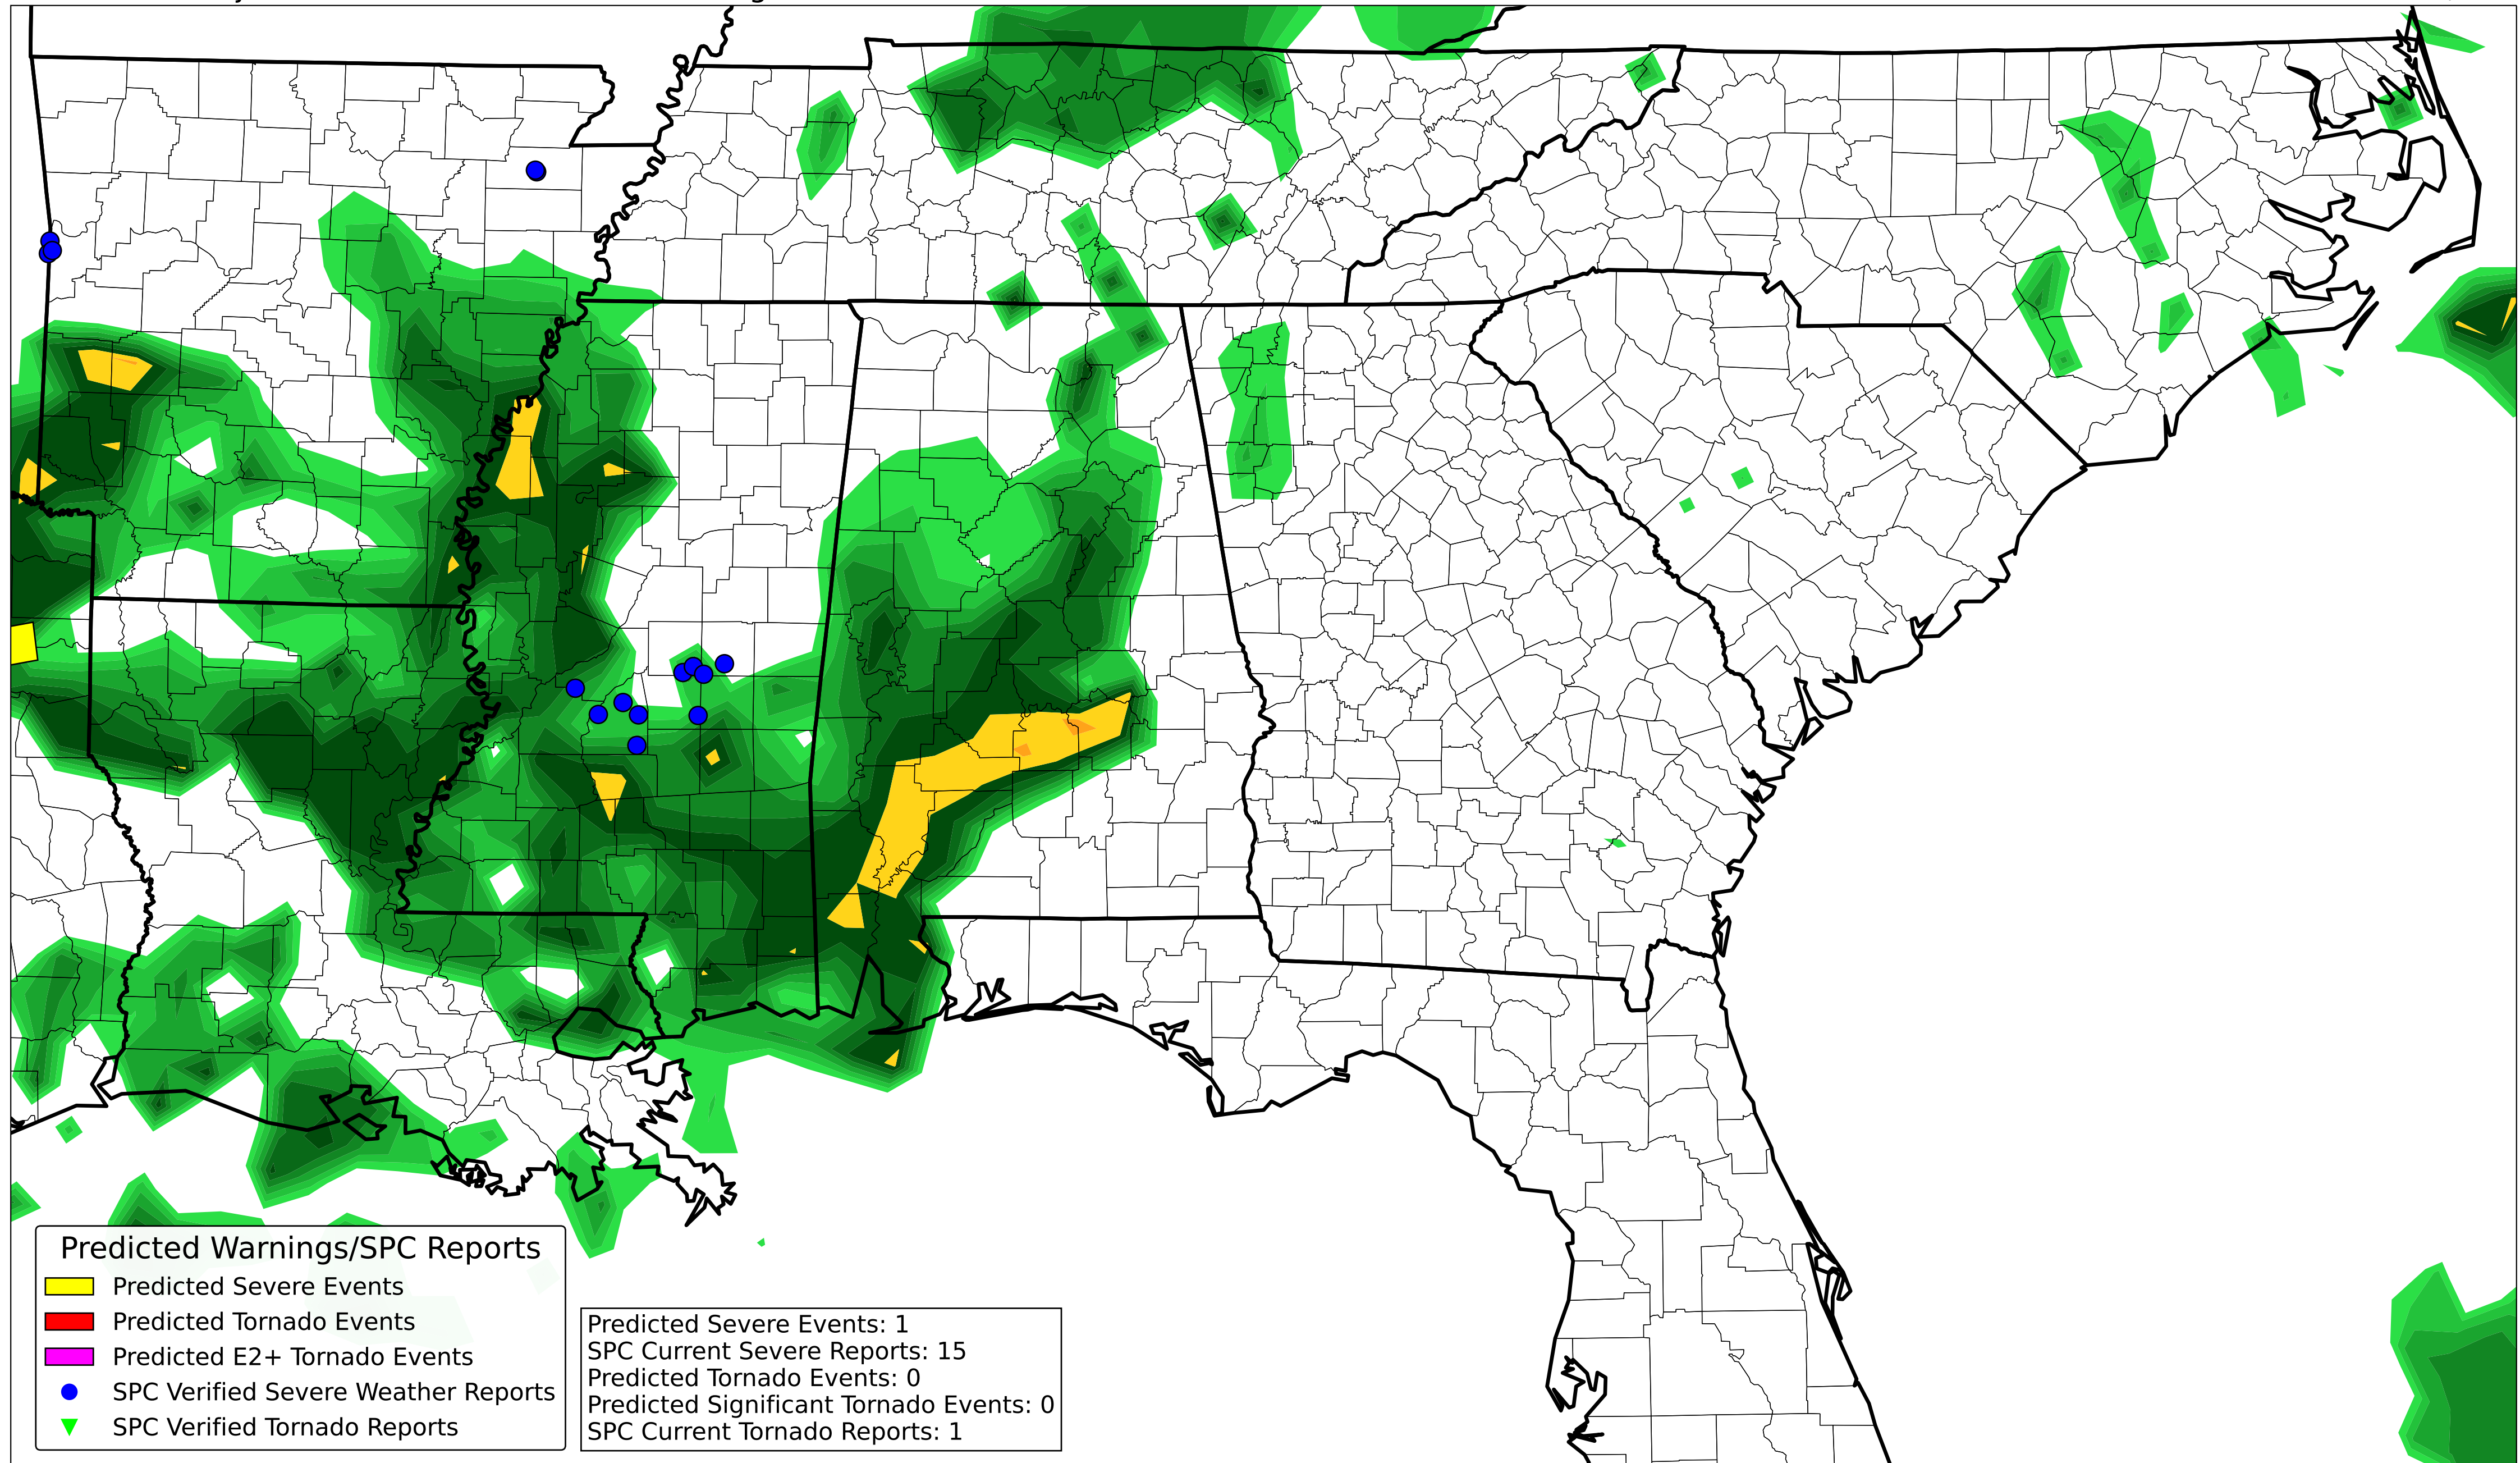 Predicted Warnings/SPC Reports
Predicted Severe Events
Predicted Tornado Events
Predicted E2+ Tornado Events
SPC Verified Severe Weather Reports
SPC Verified Tornado Reports
Predicted Severe Events: 1
SPC Current Severe Reports: 15
Predicted Tornado Events: 0
Predicted Significant Tornado Events: 0
SPC Current Tornado Reports: 1